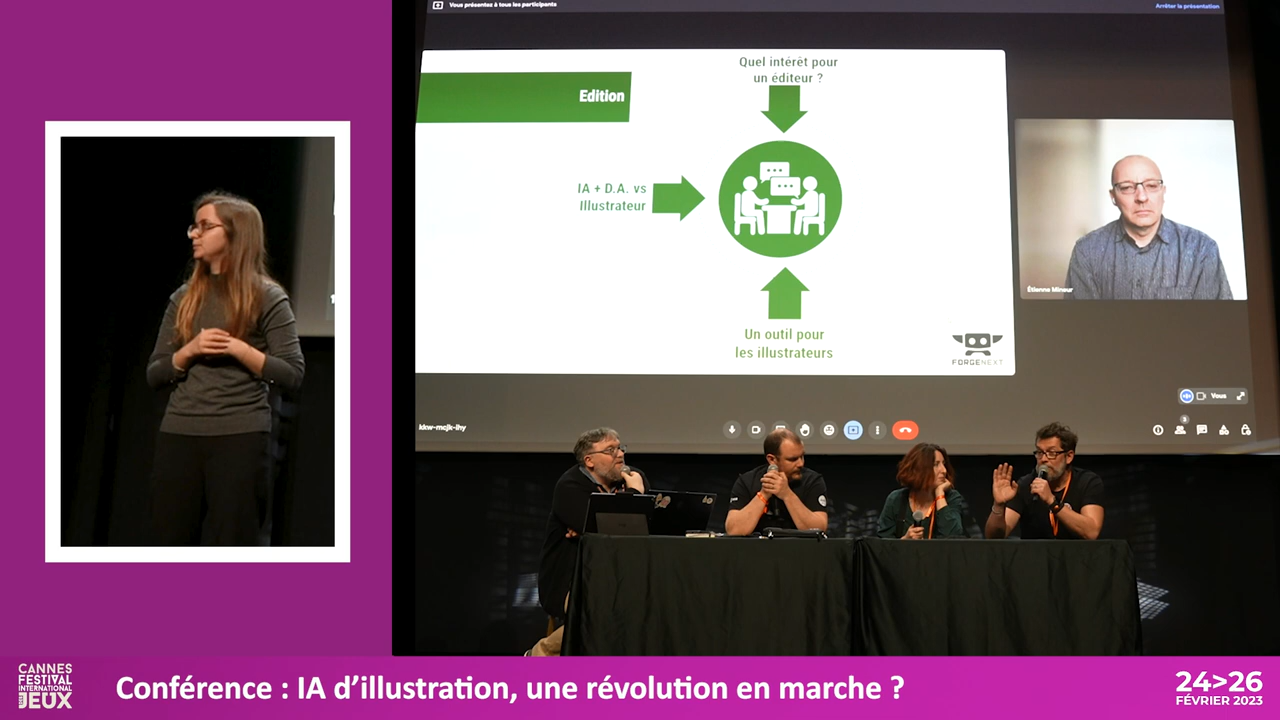 Vous présentez à tous les participants
Arrêter la présentation
Quel intérêt pour
un éditeur ?
Edition
IA + D.A. vs
Illustrateur
Un outil pour
les illustrateurs
FORGENEXT
Étienne Mineur
Vous
kkw-mcjk-ihy
CANNES
FESTIVAL
INTERNATIONAL
DES JEUX
Conférence : IA d’illustration, une révolution en marche ?
24>26
FÉVRIER 2023